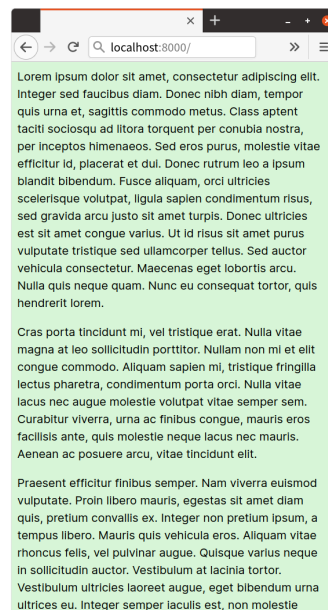 localhost:8000/
Lorem ipsum dolor sit amet, consectetur adipiscing elit.
Integer sed faucibus diam. Donec nibh diam, tempor
quis urna et, sagittis commodo metus. Class aptent
taciti sociosqu ad litora torquent per conubia nostra,
per inceptos himenaeos. Sed eros purus, molestie vitae
efficitur id, placerat et dui. Donec rutrum leo a ipsum
blandit bibendum. Fusce aliquam, orci ultricies
scelerisque volutpat, ligula sapien condimentum risus,
sed gravida arcu justo sit amet turpis. Donec ultricies
est sit amet congue varius. Ut id risus sit amet purus
vulputate tristique sed ullamcorper tellus. Sed auctor
vehicula consectetur. Maecenas eget lobortis arcu.
Nulla quis neque quam. Nunc eu consequat tortor, quis
hendrerit lorem.
Cras porta tincidunt mi, vel tristique erat. Nulla vitae
magna at leo sollicitudin porttitor. Nullam non mi et elit
congue commodo. Aliquam sapien mi, tristique fringilla
lectus pharetra, condimentum porta orci. Nulla vitae
lacus nec augue molestie volutpat vitae semper sem.
Curabitur viverra, urna ac finibus congue, mauris eros
facilisis ante, quis molestie neque lacus nec mauris.
Aenean ac posuere arcu, vitae tincidunt elit.
Praesent efficitur finibus semper. Nam viverra euismod
vulputate. Proin libero mauris, egestas sit amet diam
quis, pretium convallis ex. Integer non pretium ipsum, a
tempus libero. Mauris quis vehicula eros. Aliquam vitae
rhoncus felis, vel pulvinar augue. Quisque varius neque
in sollicitudin auctor. Vestibulum at lacinia tortor.
Vestibulum ultricies laoreet augue, eget bibendum urna
ultrices eu. Integer semper iaculis est, non molestie